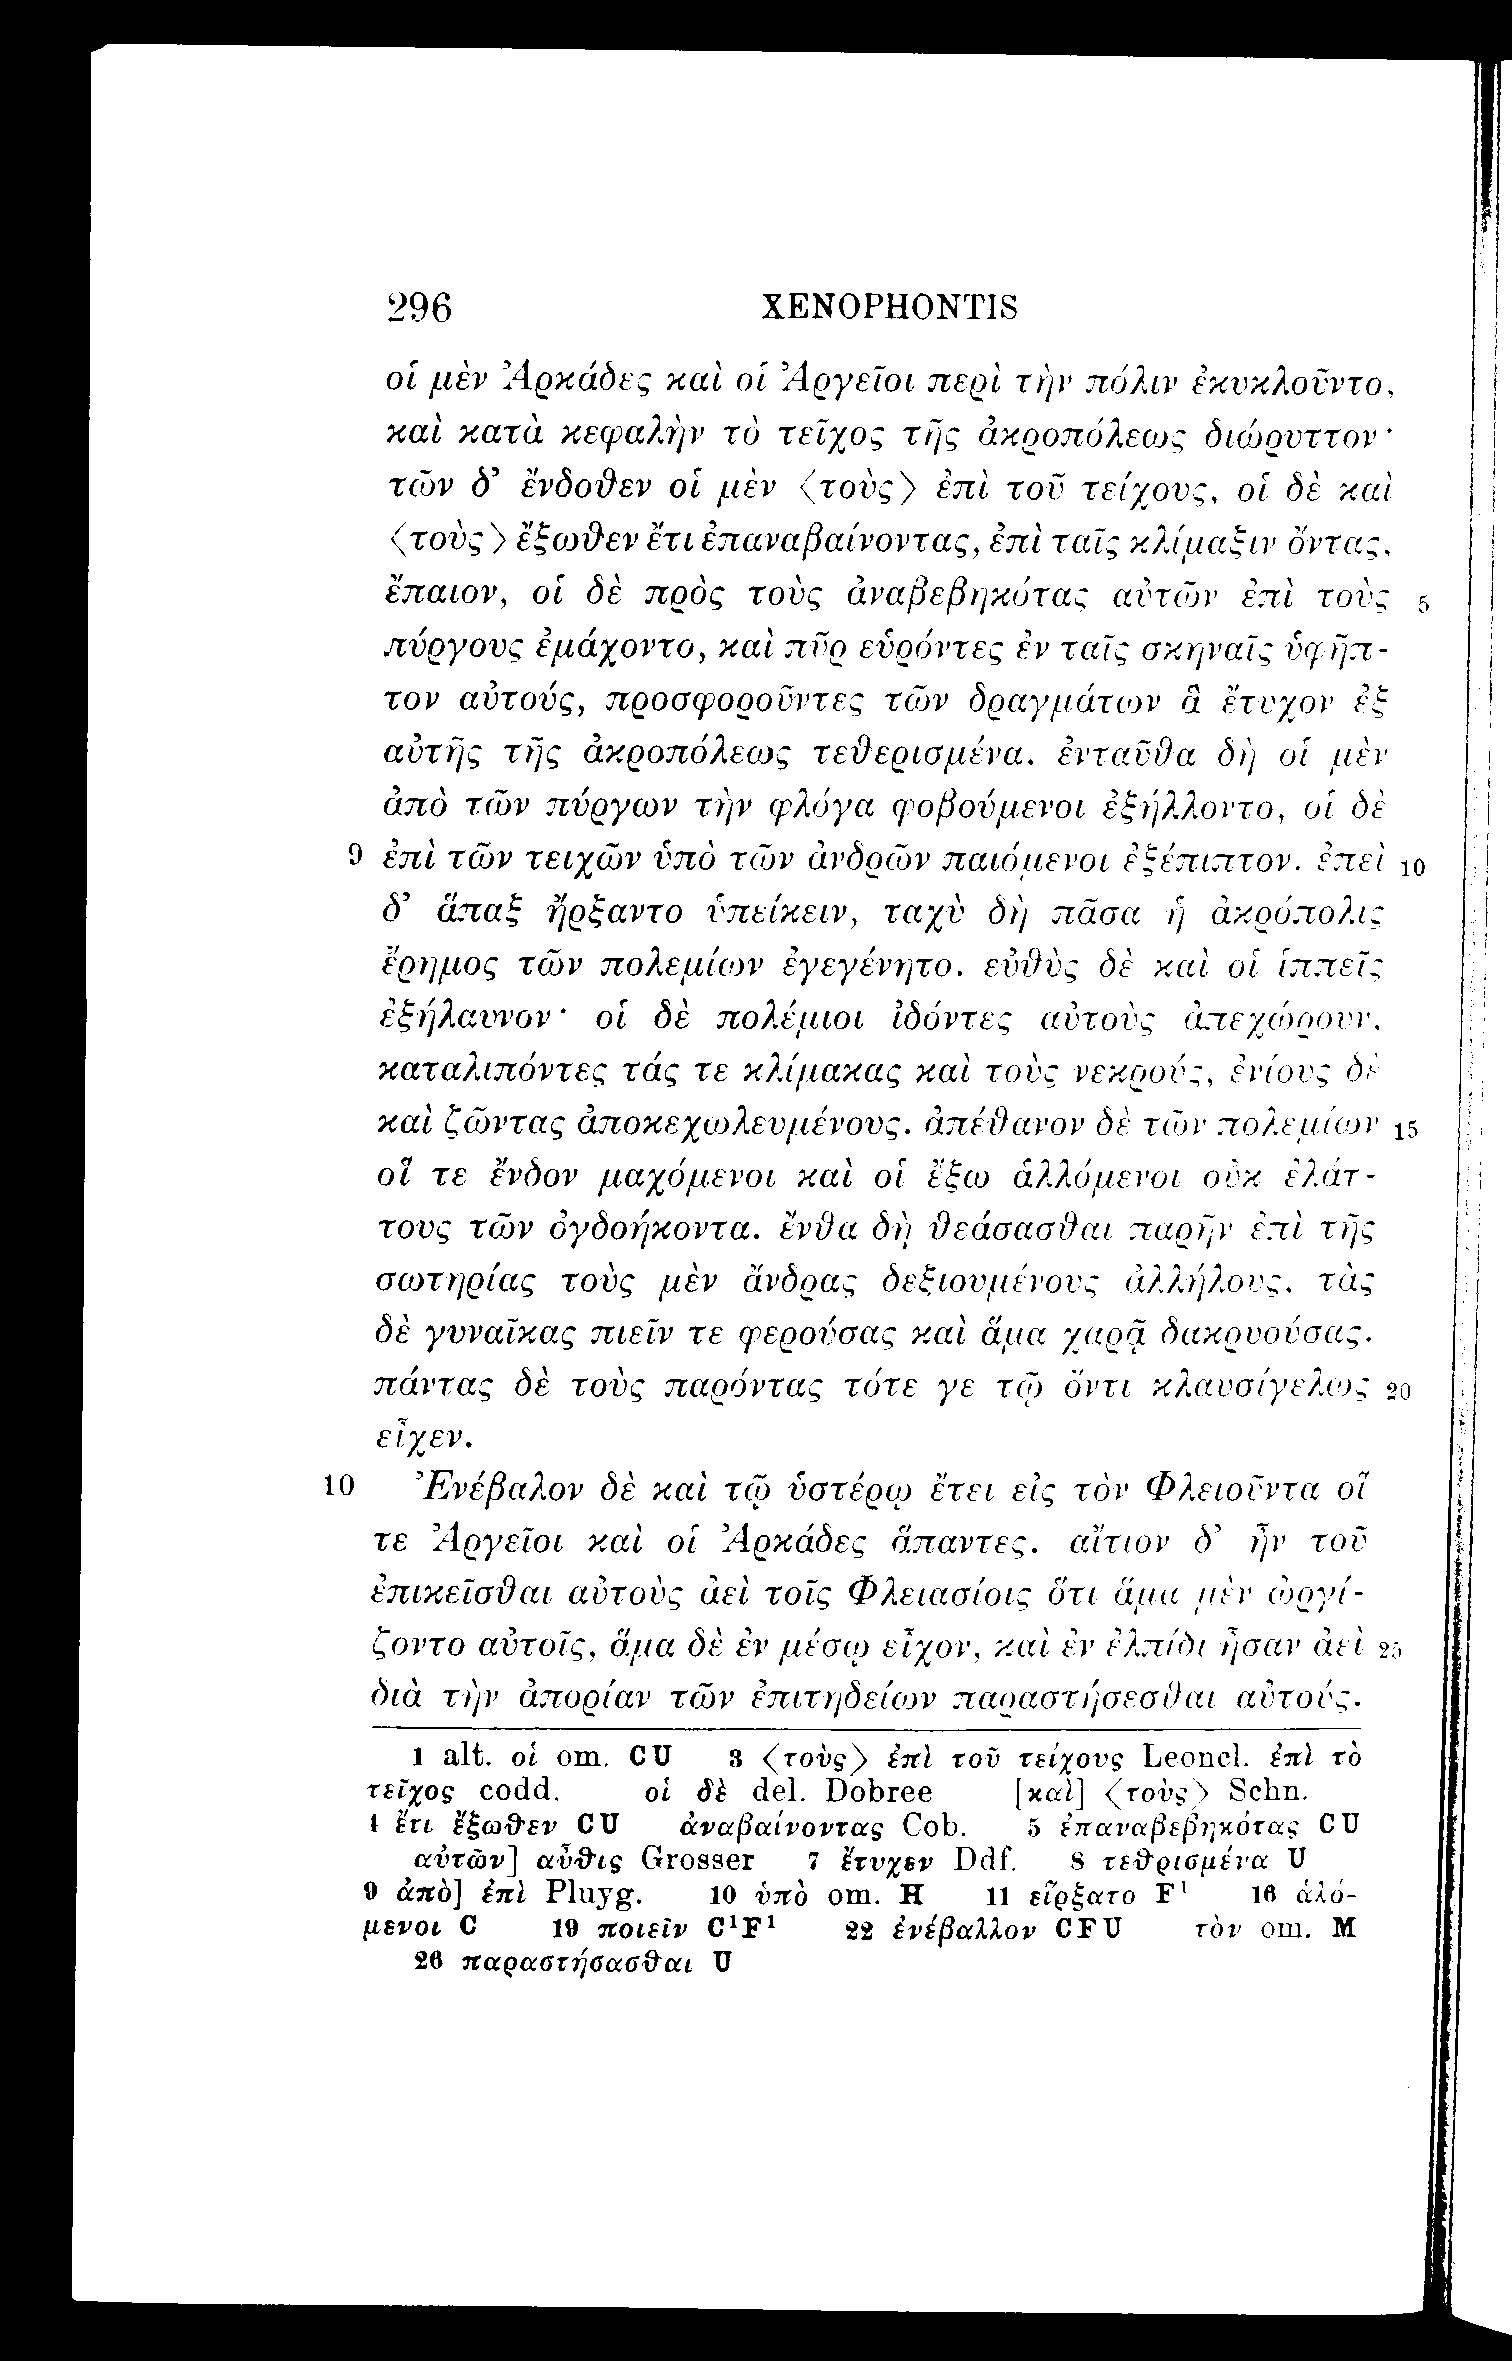 296 XENOPHONTIS
οἱ μὲν Ἀρκάδες καὶ οἱ Ἀργεῖοι περὶ τὴν πόλιν ἐκυκλοῦντο,
καὶ κατὰ κεφαλὴν τὸ τεῖχος τῆς ἀκροπόλεως διώρυττον·
τῶν δ’ ἔνδοθεν οἱ μὲν ⟨τοὺς⟩ ἐπὶ τοῦ τείχους, οἱ δὲ καὶ
⟨τοὺς⟩ ἔξωθεν ἔτι ἐπαναβαίνοντας, ἐπὶ ταῖς κλίμαξιν ὄντας,
ἔπαιον, οἱ δὲ πρὸς τοὺς ἀναβεβηκότας αὐτῶν ἐπὶ τοὺς 5
πύργους ἐμάχοντο, καὶ πῦρ εὑρόντες ἐν ταῖς σκηναῖς ὑφῆπ-
τον αὐτούς, προσφοροῦντες τῶν δραγμάτων ἃ ἔτυχον ἐξ
αὐτῆς τῆς ἀκροπόλεως τεθερισμένα. ἐνταῦθα δὴ οἱ μὲν
ἀπὸ τῶν πύργων τὴν φλόγα φοβούμενοι ἐξήλλοντο, οἱ δὲ
9 ἐπὶ τῶν τειχῶν ὑπὸ τῶν ἀνδρῶν παιόμενοι ἐξέπιπτον. ἐπεὶ 10
δ’ ἅπαξ ἤρξαντο ὑπείκειν, ταχὺ δὴ πᾶσα ἡ ἀκρόπολις
ἔρημος τῶν πολεμίων ἐγεγένητο. εὐθὺς δὲ καὶ οἱ ἱππεῖς
ἐξήλαυνον· οἱ δὲ πολέμιοι ἰδόντες αὐτοὺς ἀπεχώρουν,
καταλιπόντες τάς τε κλίμακας καὶ τοὺς νεκρούς, ἐνίους δὲ
καὶ ζῶντας ἀποκεχωλευμένους. ἀπέθανον δὲ τῶν πολεμίων 15
οἵ τε ἔνδον μαχόμενοι καὶ οἱ ἔξω ἁλλόμενοι οὐκ ἐλάτ-
τους τῶν ὀγδοήκοντα. ἔνθα δὴ θεάσασθαι παρῆν ἐπὶ τῆς
σωτηρίας τοὺς μὲν ἄνδρας δεξιουμένους ἀλλήλους, τὰς
δὲ γυναῖκας πιεῖν τε φερούσας καὶ ἅμα χαρᾷ δακρυούσας.
πάντας δὲ τοὺς παρόντας τότε γε τῷ ὄντι κλαυσίγελως 20
εἶχεν.
10 Ἐνέβαλον δὲ καὶ τῷ ὑστέρῳ ἔτει εἰς τὸν Φλειοῦντα οἵ
τε Ἀργεῖοι καὶ οἱ Ἀρκάδες ἅπαντες. αἴτιον δ’ ἦν τοῦ
ἐπικεῖσθαι αὐτοὺς ἀεὶ τοῖς Φλειασίοις ὅτι ἅμα μὲν ὠργί-
ζοντο αὐτοῖς, ἅμα δὲ ἐν μέσῳ εἶχον, καὶ ἐν ἐλπίδι ἦσαν ἀεὶ 25
διὰ τὴν ἀπορίαν τῶν ἐπιτηδείων παραστήσεσθαι αὐτούς.
1 alt. οἱ om. CU 3 ⟨τοὺς⟩ ἐπὶ τοῦ τείχους Leoncl. ἐπὶ τὸ
τεῖχος codd. οἱ δὲ del. Dobree [καὶ] ⟨τοὺς⟩ Schn.
4 ἔτι ἔξωθεν CU ἀναβαίνοντας Cob. 5 ἐπαναβεβηκότας CU
αὐτῶν] αὖθις Grosser 7 ἔτυχεν Ddf. 8 τεθρισμένα U
9 ἀπὸ] ἐπὶ Pluyg. 10 ὑπὸ om. H 11 εἴρξατο F¹ 16 ἁλό-
μενοι C 19 ποιεῖν C¹F¹ 22 ἐνέβαλλον CFU τὸν om. M
26 παραστήσασθαι U